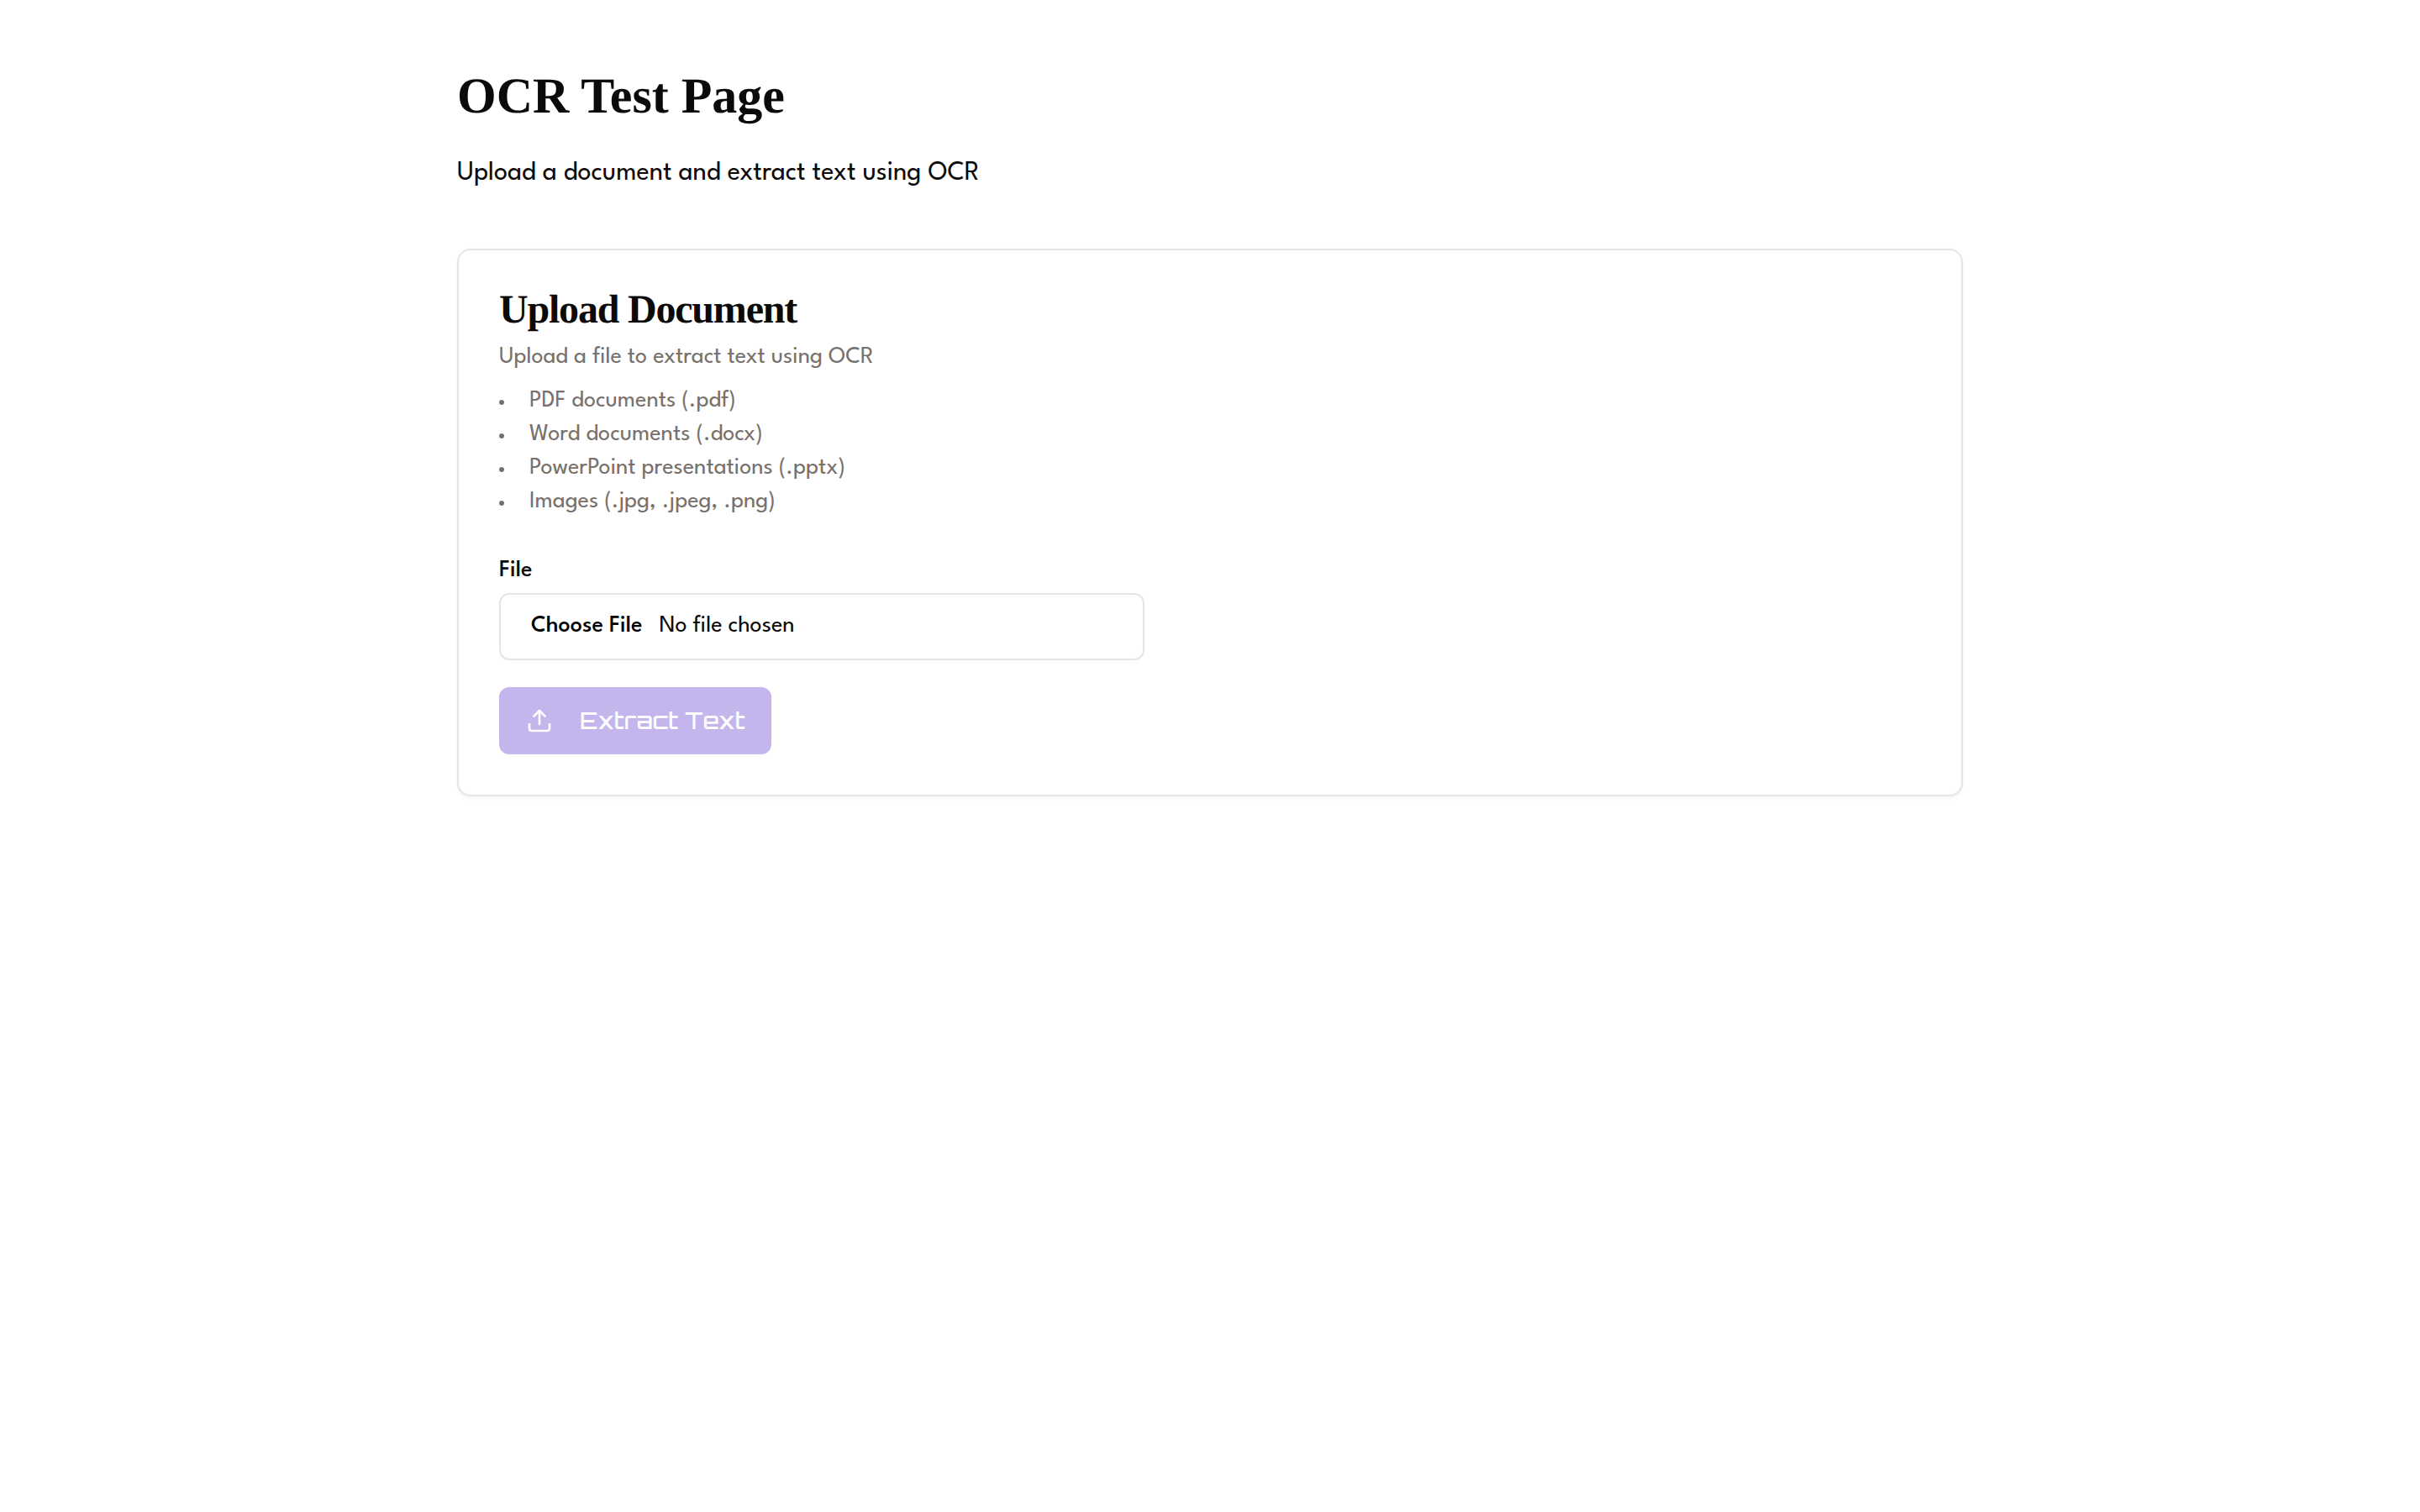 OCR Test Page
Upload a document and extract text using OCR
Upload Document
Upload a file to extract text using OCR
• PDF documents (.pdf)
• Word documents (.docx)
• PowerPoint presentations (.pptx)
• Images (.jpg, .jpeg, .png)
File
Choose File No file chosen
Extract Text